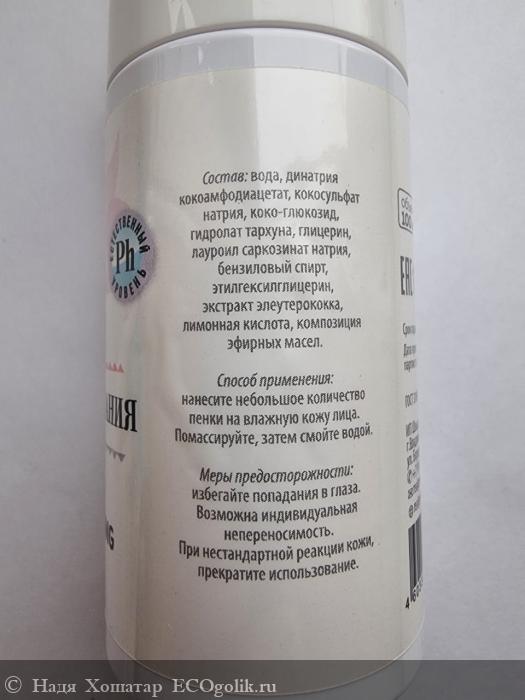 Состав: вода, динатрия
кокоамфодиацетат, кокосульфат
натрия, коко-глюкозид,
гидролат тархуна, глицерин,
лауроил саркозинат натрия,
бензиловый спирт,
этилгексилглицерин,
экстракт элеутерококка,
лимонная кислота, композиция
эфирных масел.
Способ применения:
нанесите небольшое количество
пенки на влажную кожу лица.
Помассируйте, затем смойте водой.
Меры предосторожности:
избегайте попадания в глаза.
Возможна индивидуальная
непереносимость.
При нестандартной реакции кожи,
прекратите использование.
Ph
УРОВЕНЬ
© Надя Хошатар ECOgolik.ru